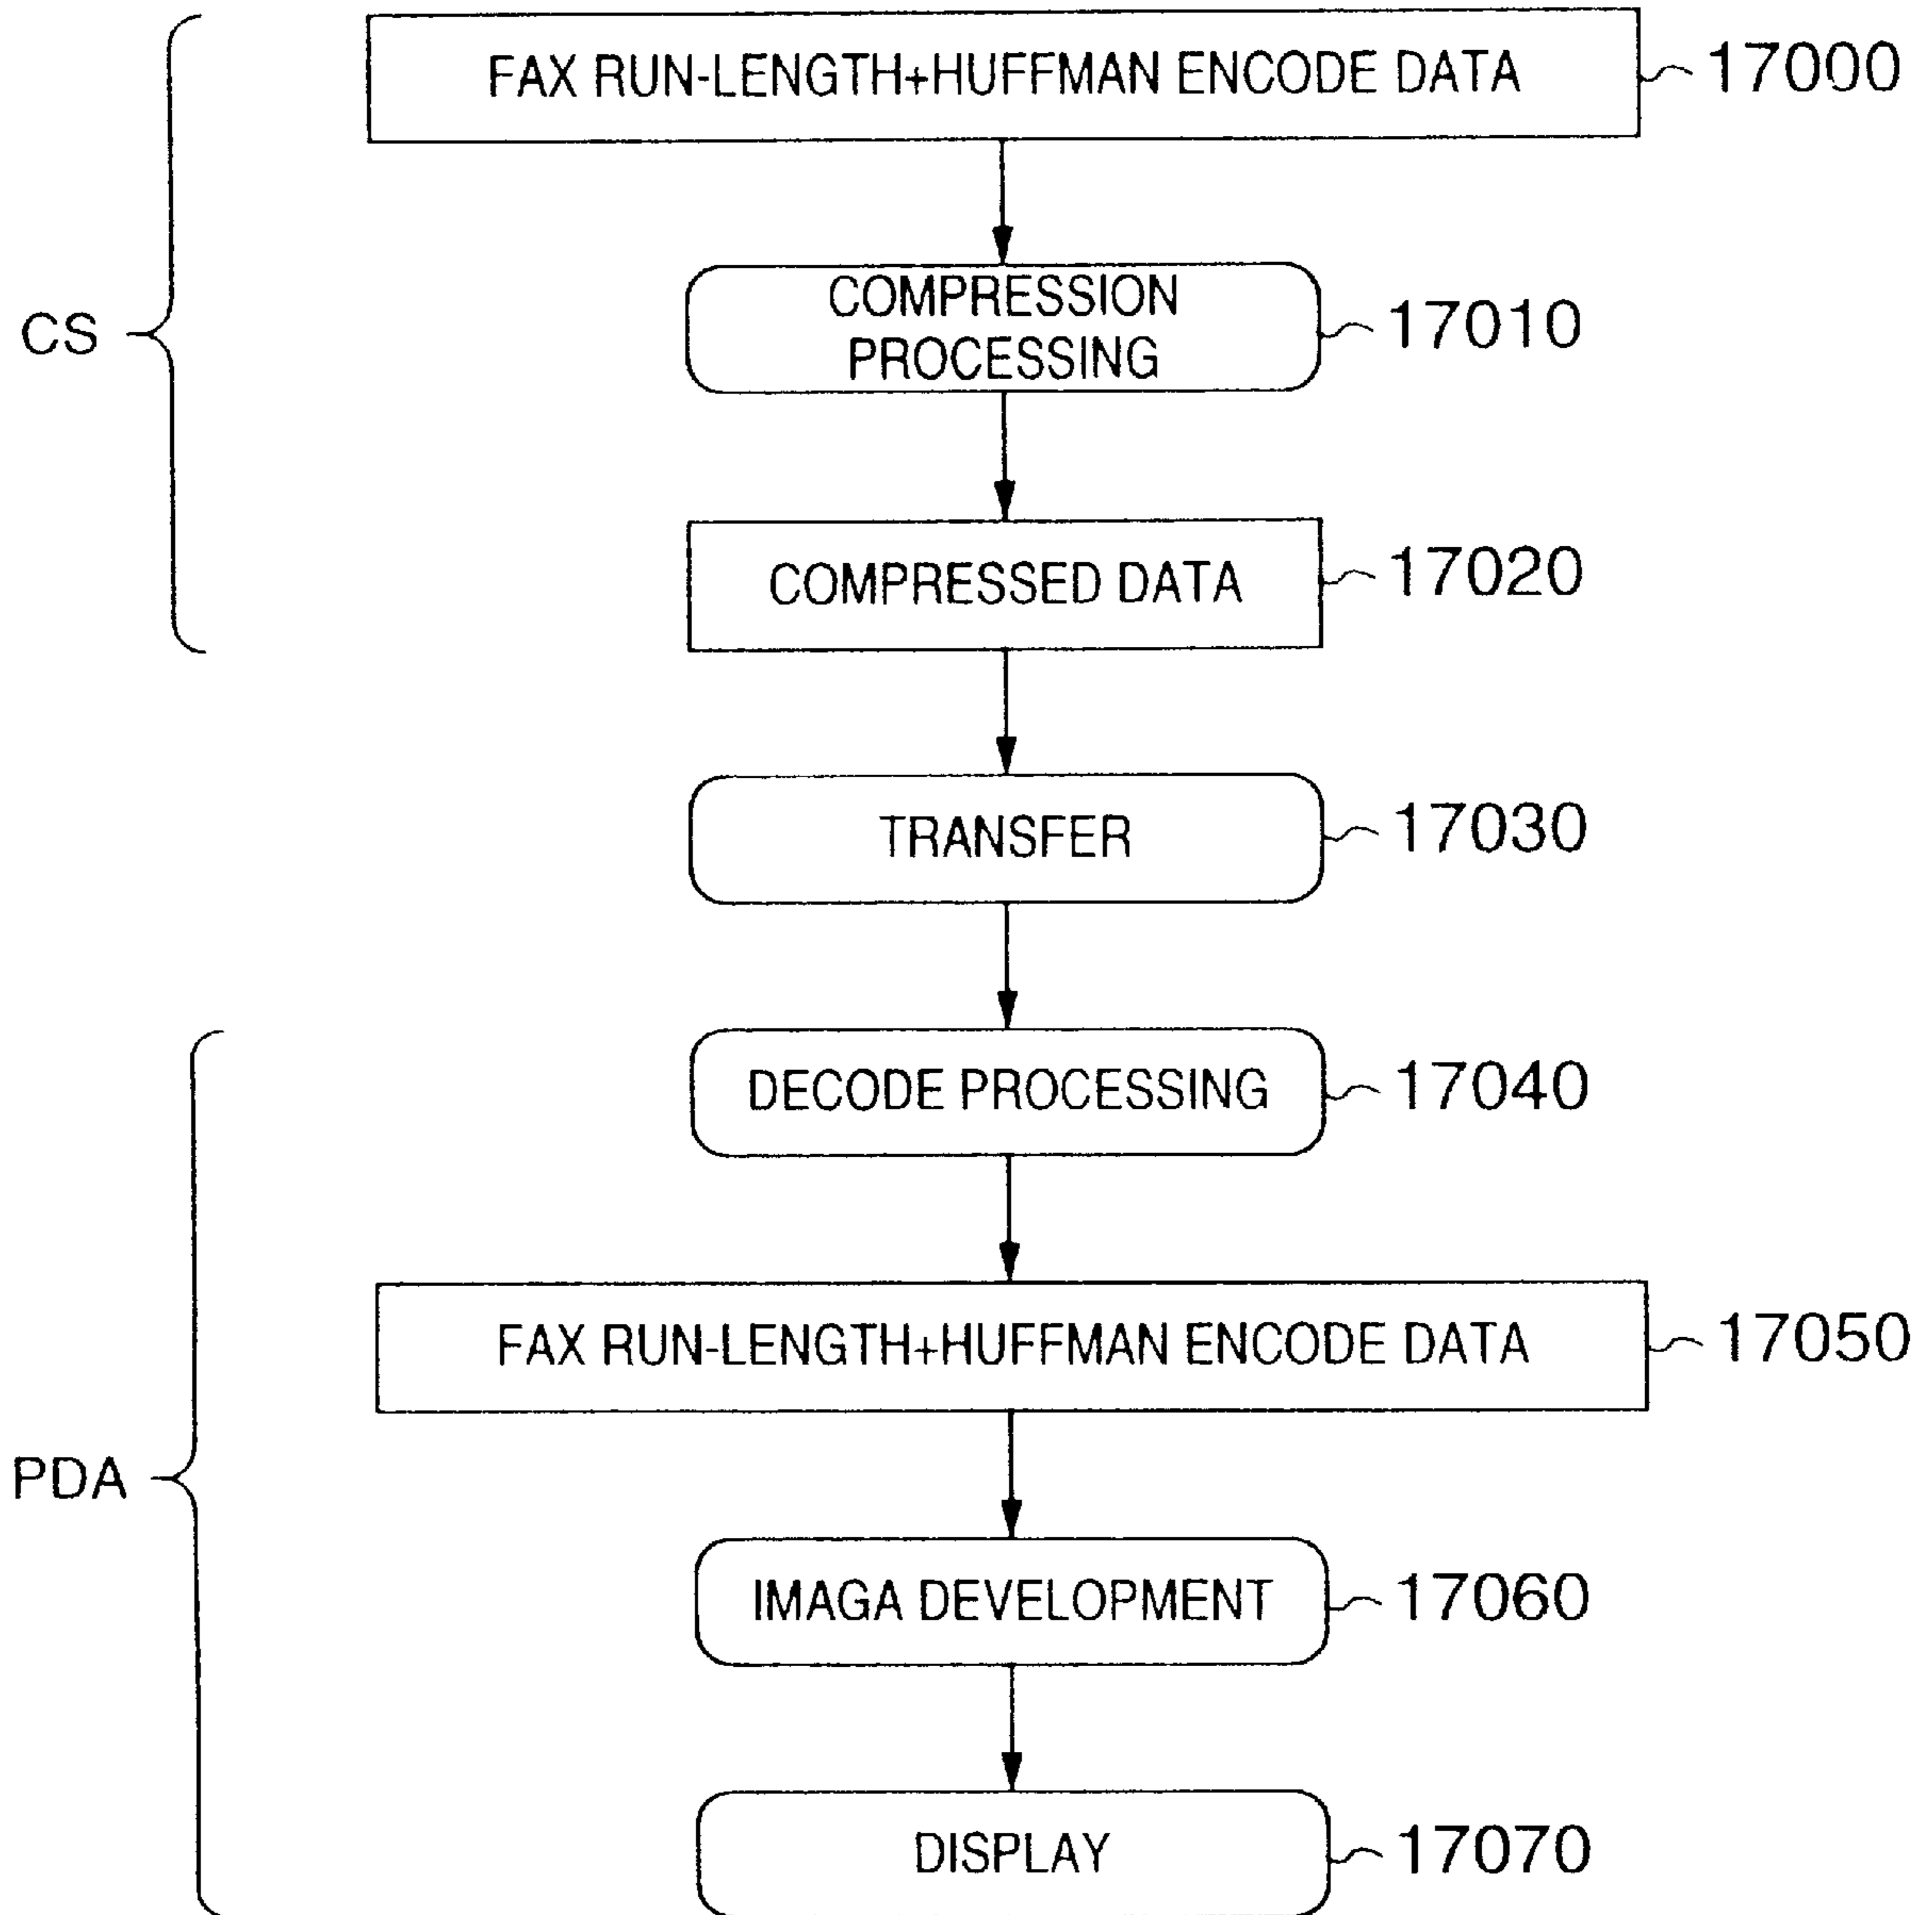 FAX RUN-LENGTH+HUFFMAN ENCODE DATA
17000
COMPRESSION
PROCESSING
17010
CS
COMPRESSED DATA
17020
TRANSFER
17030
DECODE PROCESSING
17040
FAX RUN-LENGTH+HUFFMAN ENCODE DATA
17050
PDA
IMAGA DEVELOPMENT
17060
DISPLAY
17070